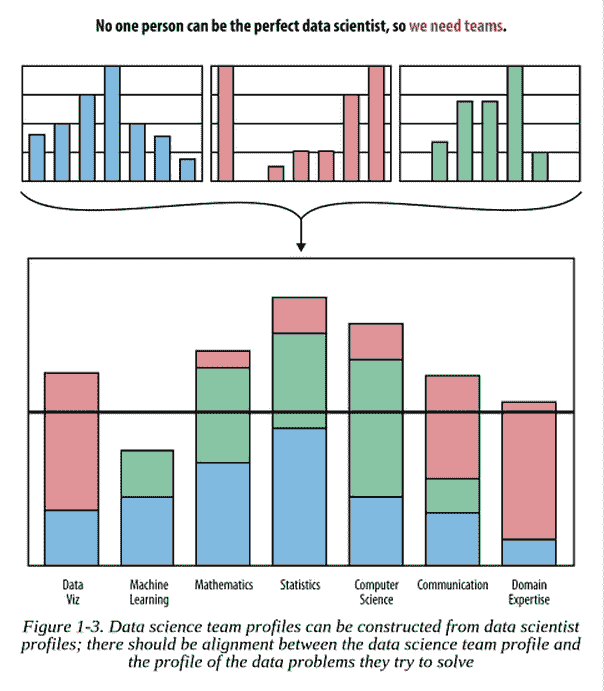 No one person can be the perfect data scientist, so we need teams.
Data
Viz
Machine
Learning
Mathematics
Statistics
Computer
Science
Communication
Domain
Expertise
Figure 1-3. Data science team profiles can be constructed from data scientist
profiles; there should be alignment between the data science team profile and
the profile of the data problems they try to solve